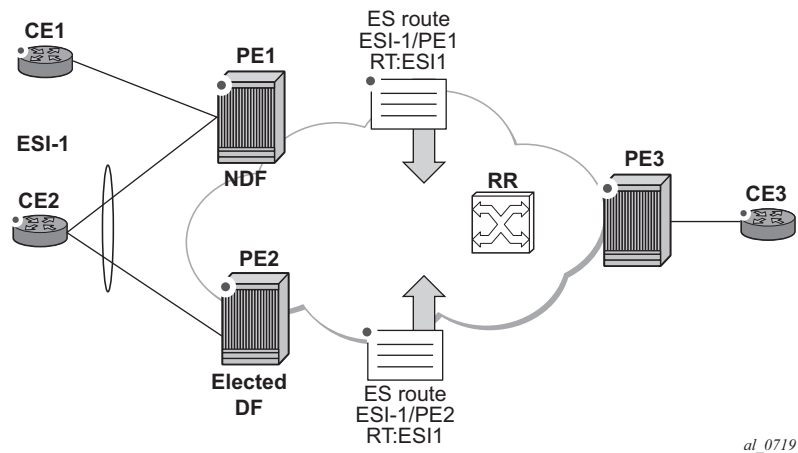 CE1
PE1
ES route
ESI-1/PE1
RT:ESI1
ESI-1
NDF
RR
PE3
CE2
CE3
PE2
Elected
DF
ES route
ESI-1/PE2
RT:ESI1
al_0719